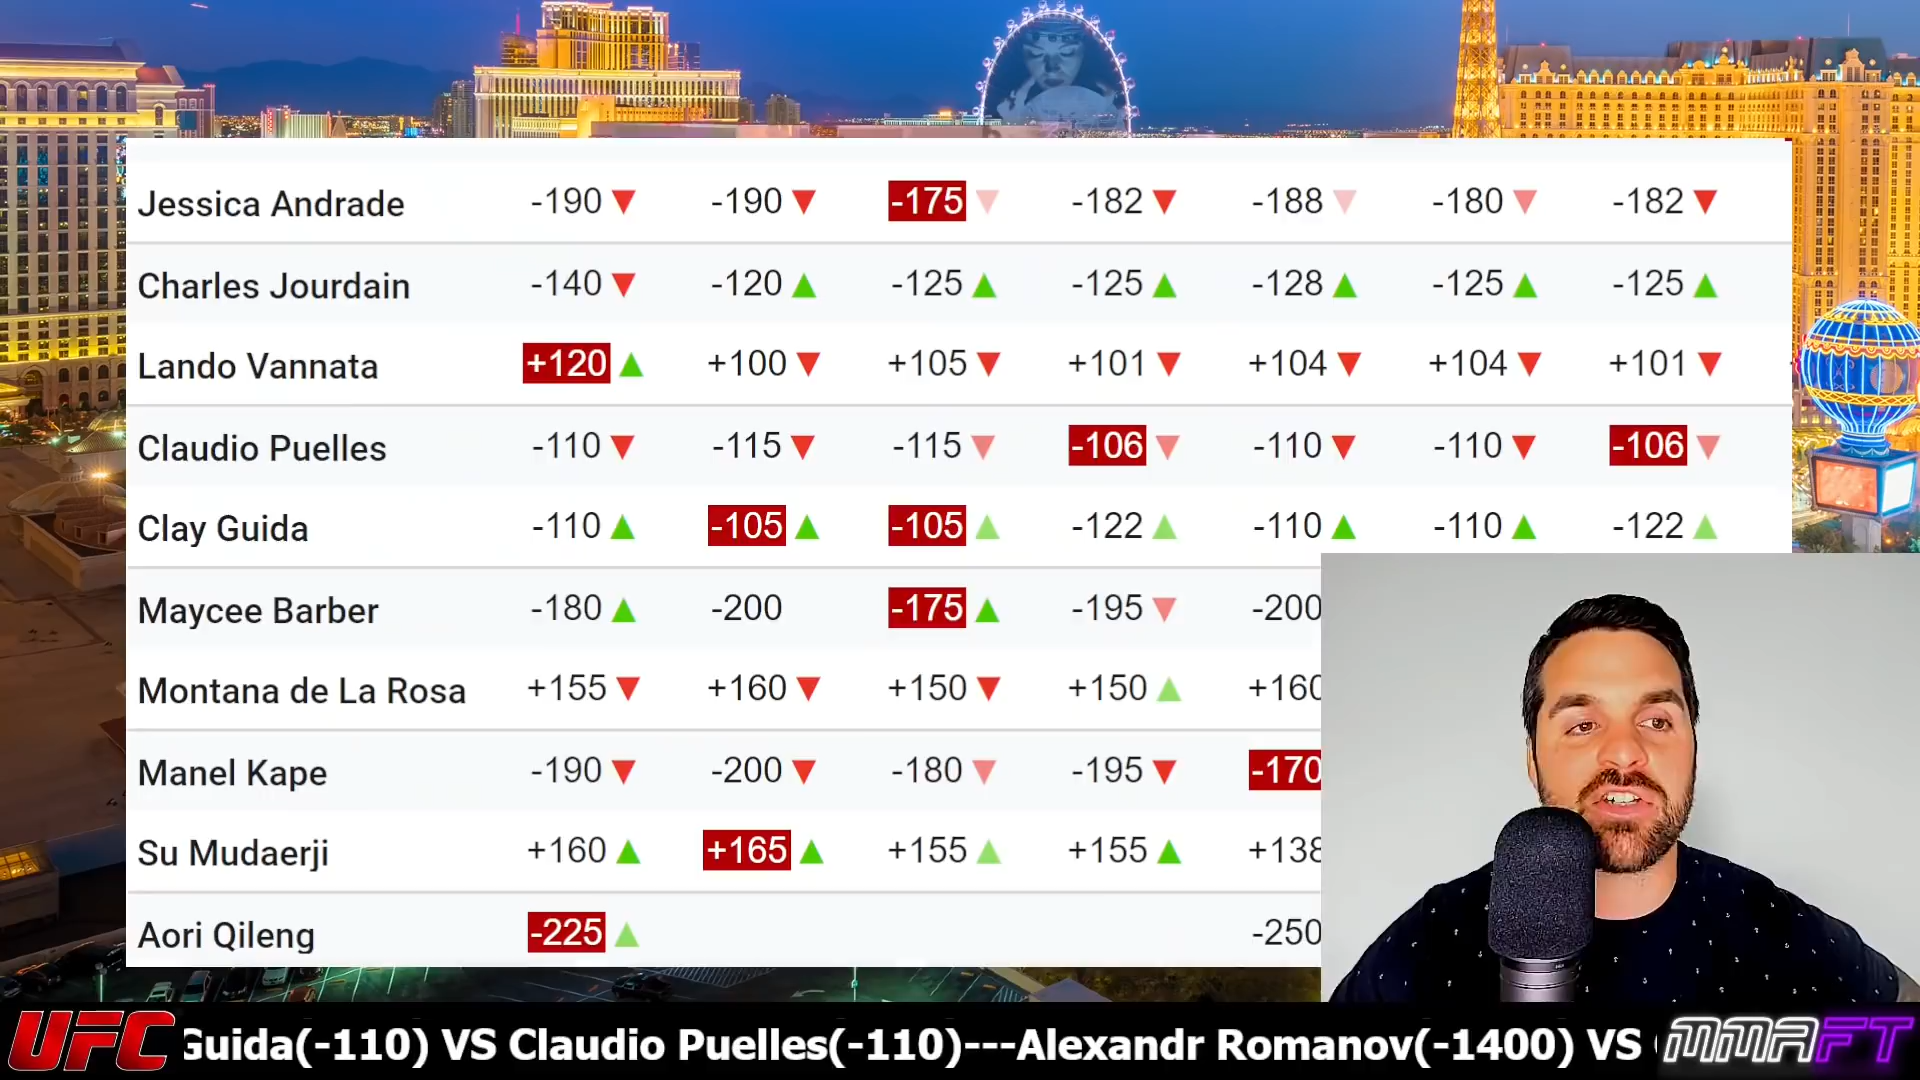 Jessica Andrade -190 -190 -175 -182 -188 -180 -182
Charles Jourdain -140 -120 -125 -125 -128 -125 -125
Lando Vannata +120 +100 +105 +101 +104 +104 +101
Claudio Puelles -110 -115 -115 -106 -110 -110 -106
Clay Guida -110 -105 -105 -122 -110 -110 -122
Maycee Barber -180 -200 -175 -195 -200
Montana de La Rosa +155 +160 +150 +150 +160
Manel Kape -190 -200 -180 -195 -170
Su Mudaerji +160 +165 +155 +155 +138
Aori Qileng -225 -250
UFC Guida(-110) VS Claudio Puelles(-110)---Alexandr Romanov(-1400) VS MMAFT